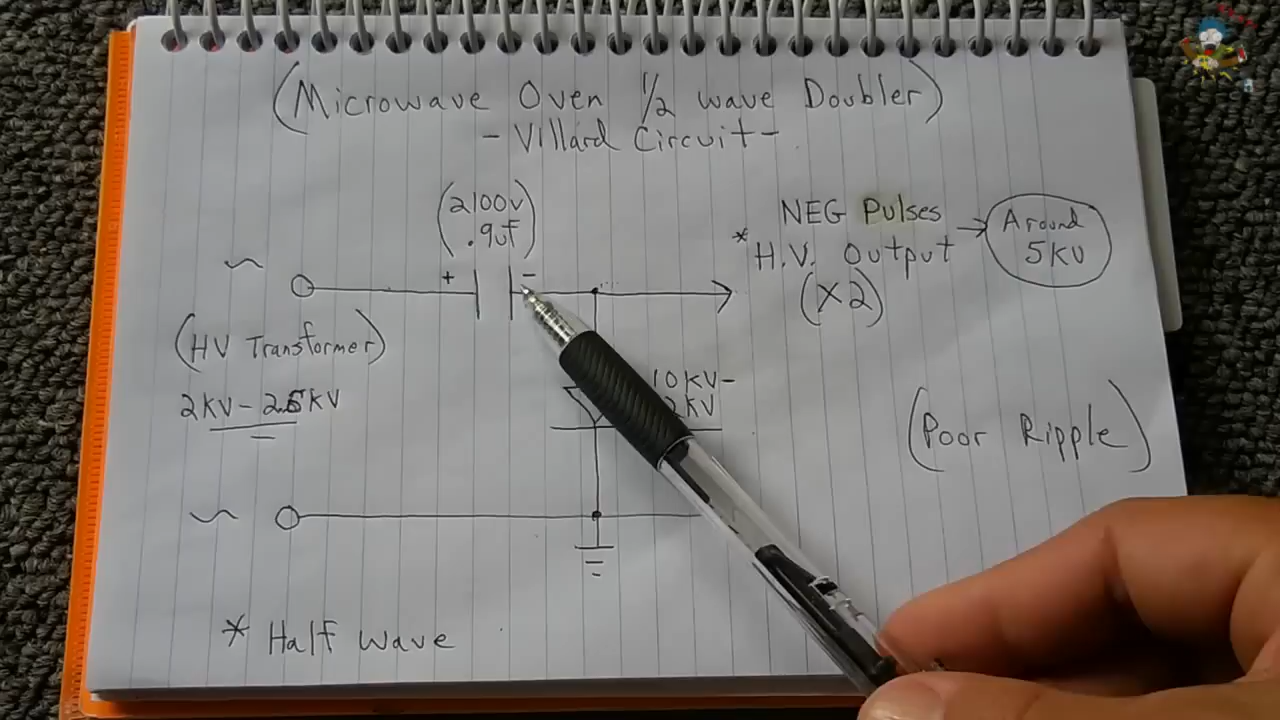 (Microwave Oven 1/2 wave Doubler)
- Villard Circuit -
(2100v
.9uf)
NEG Pulses
* H.V. Output
→ Around
5KV
(X2)
~
+
-
(HV Transformer)
2KV-2.5KV
10KV-
2KV
(Poor Ripple)
~
* Half Wave